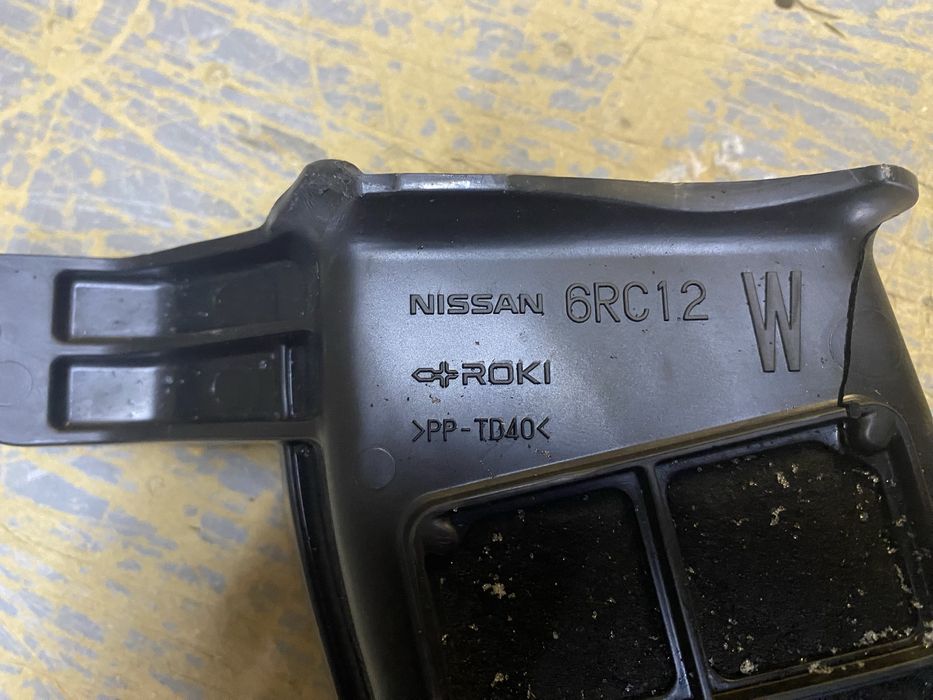 NISSAN 6RC12 W
ROKI
>PP-TD40<